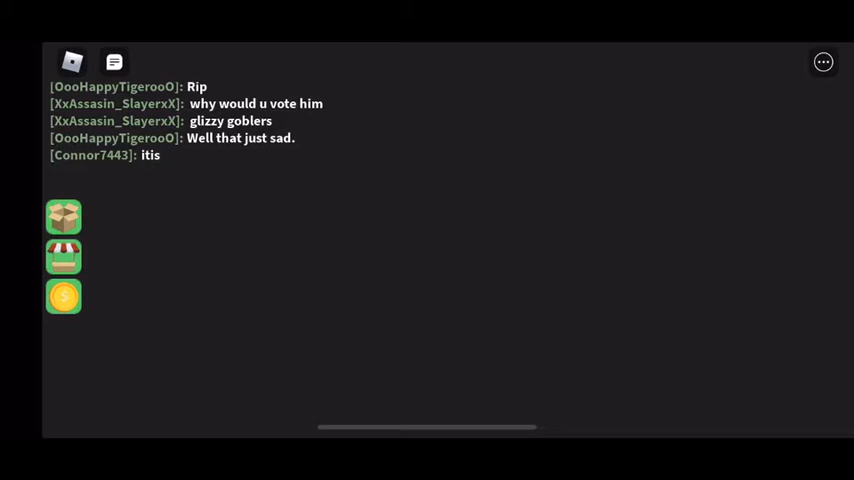 [OooHappyTigerooO]: Rip
[XxAssasin_SlayerxX]: why would u vote him
[XxAssasin_SlayerxX]: glizzy goblers
[OooHappyTigerooO]: Well that just sad.
[Connor7443]: itis
$